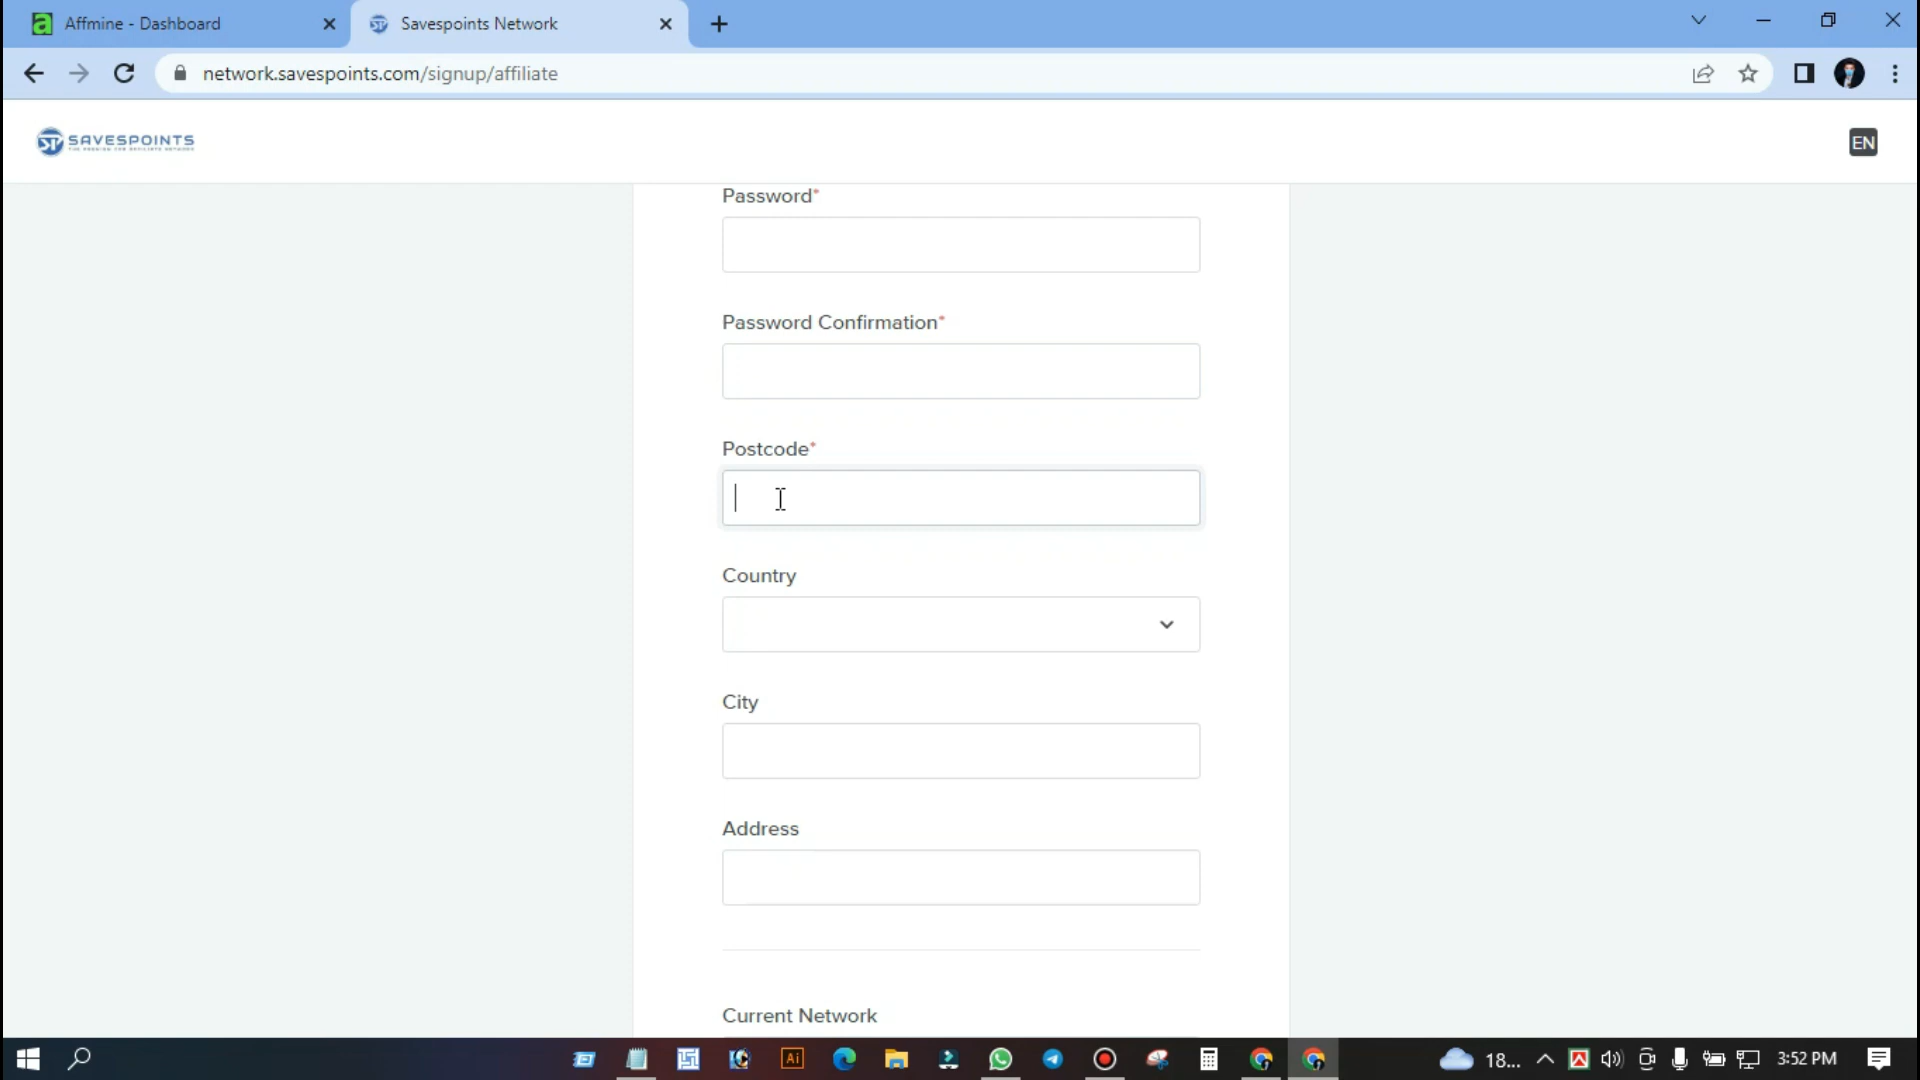 Affmine - Dashboard
Savespoints Network
network.savespoints.com/signup/affiliate
SAVESPOINTS
EN
Password*
Password Confirmation*
Postcode*
Country
City
Address
Current Network
Ai
18...
3:52 PM